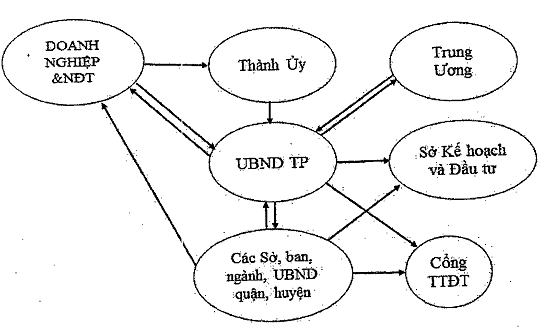 DOANH
NGHIỆP
&NĐT
Thành Ủy
Trung
Ương
UBND TP
Sở Kế hoạch
và Đầu tư
Các Sở, ban,
ngành, UBND
quận, huyện
Cổng
TTĐT